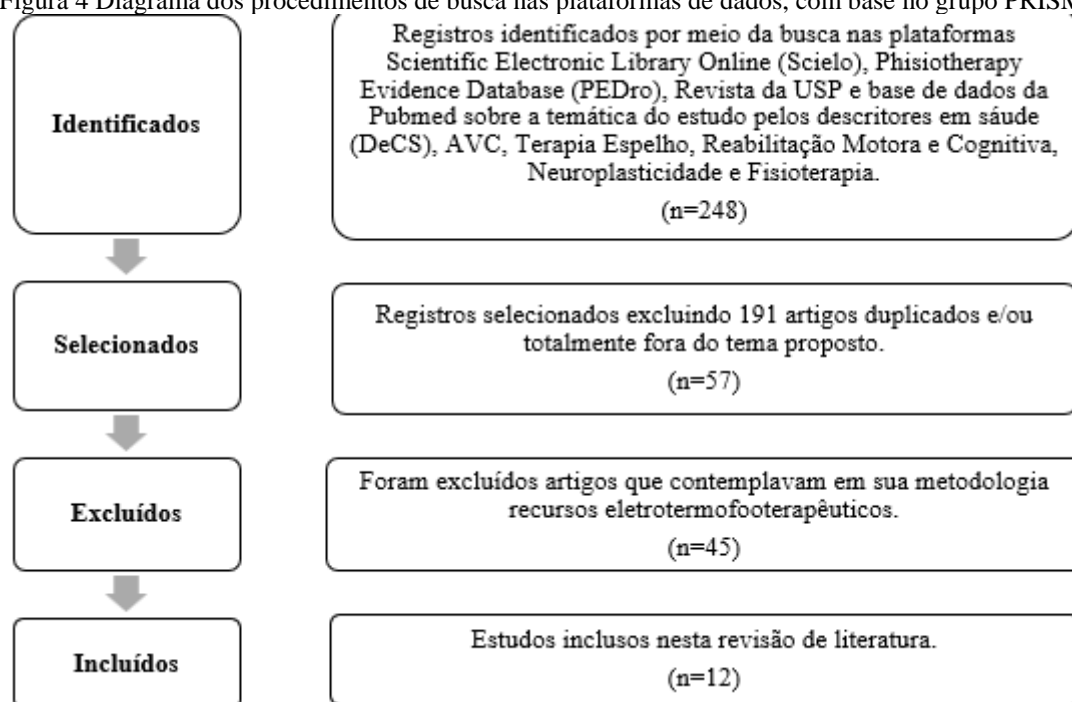 Figura 4 Diagrama dos procedimentos de busca nas plataformas de dados, com base no grupo PRISM
Identificados
Registros identificados por meio da busca nas plataformas
Scientific Electronic Library Online (Scielo), Phisiotherapy
Evidence Database (PEDro), Revista da USP e base de dados da
Pubmed sobre a temática do estudo pelos descritores em sáude
(DeCS), AVC, Terapia Espelho, Reabilitação Motora e Cognitiva,
Neuroplasticidade e Fisioterapia.
(n=248)
Selecionados
Registros selecionados excluindo 191 artigos duplicados e/ou
totalmente fora do tema proposto.
(n=57)
Excluídos
Foram excluídos artigos que contemplavam em sua metodologia
recursos eletrotermofooterapêuticos.
(n=45)
Incluídos
Estudos inclusos nesta revisão de literatura.
(n=12)